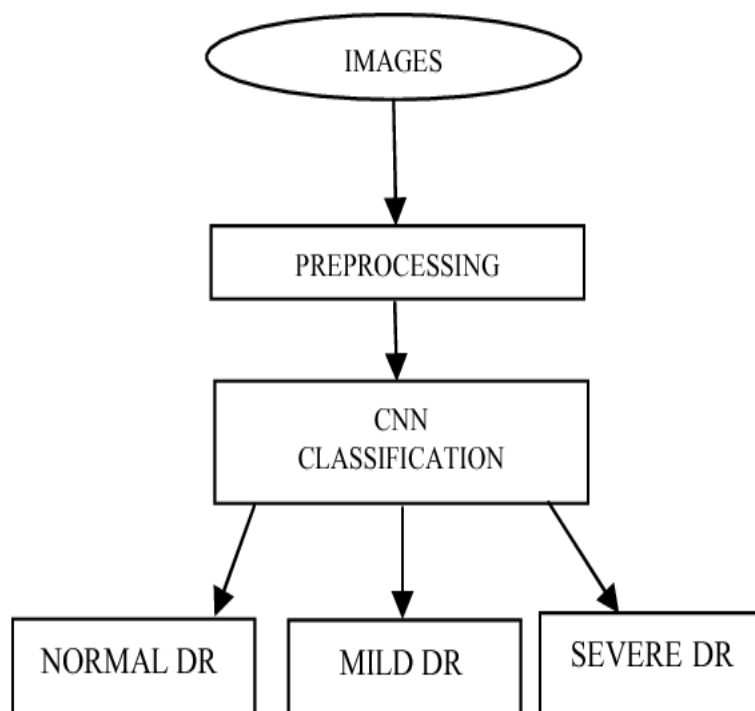 IMAGES
PREPROCESSING
CNN
CLASSIFICATION
NORMAL DR
MILD DR
SEVERE DR